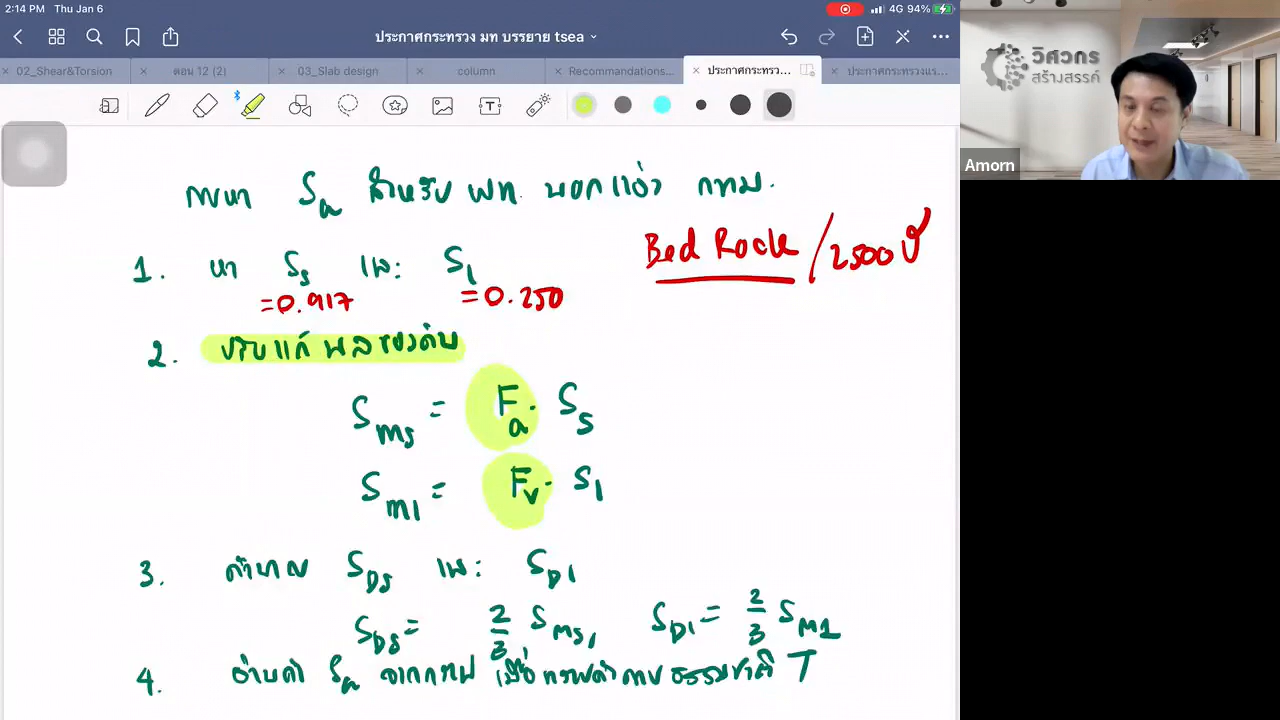 2:14 PM Thu Jan 6
4G 94%
ประกาศกระทรวง มท บรรยาย tsea
02_Shear&Torsion
ตอน 12 (2)
03_Slab design
column
Recommandations...
ประกาศกระทรว...
ประกาศกระทรวงแร...
วิศวกร
สร้างสรรค์
Amorn
การหา Sa สำหรับ พท. นอกแอ่ง กทม.
Bed Rock / 2500 ปี
1. หา Ss และ S1
=0.917 =0.250
2. ปรับแก้ ผลของดิน
SMS = Fa · Ss
SM1 = Fv · S1
3. คำนวณ SDS และ SD1
SDS = 2/3 SMS, SD1 = 2/3 SM1
4. อ่านค่า Sa จากกราฟ เมื่อทราบค่าคาบธรรมชาติ T